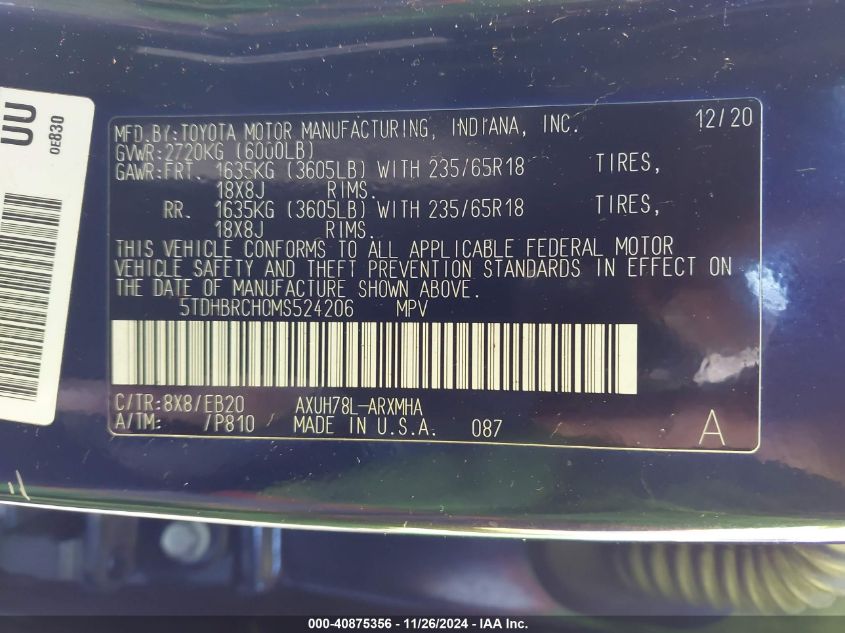 UU
0E830
MFD.BY:TOYOTA MOTOR MANUFACTURING, INDIANA, INC. 12/20
GVWR:2720KG (6000LB)
GAWR:FRT. 1635KG (3605LB) WITH 235/65R18 TIRES,
18X8J RIMS.
RR. 1635KG (3605LB) WITH 235/65R18 TIRES,
18X8J RIMS.
THIS VEHICLE CONFORMS TO ALL APPLICABLE FEDERAL MOTOR
VEHICLE SAFETY AND THEFT PREVENTION STANDARDS IN EFFECT ON
THE DATE OF MANUFACTURE SHOWN ABOVE.
5TDHBRCH0MS524206 MPV
C/TR:8X8/EB20 AXUH78L-ARXMHA
A/TM: /P810 MADE IN U.S.A. 087 A
000-40875356 - 11/26/2024 - IAA Inc.